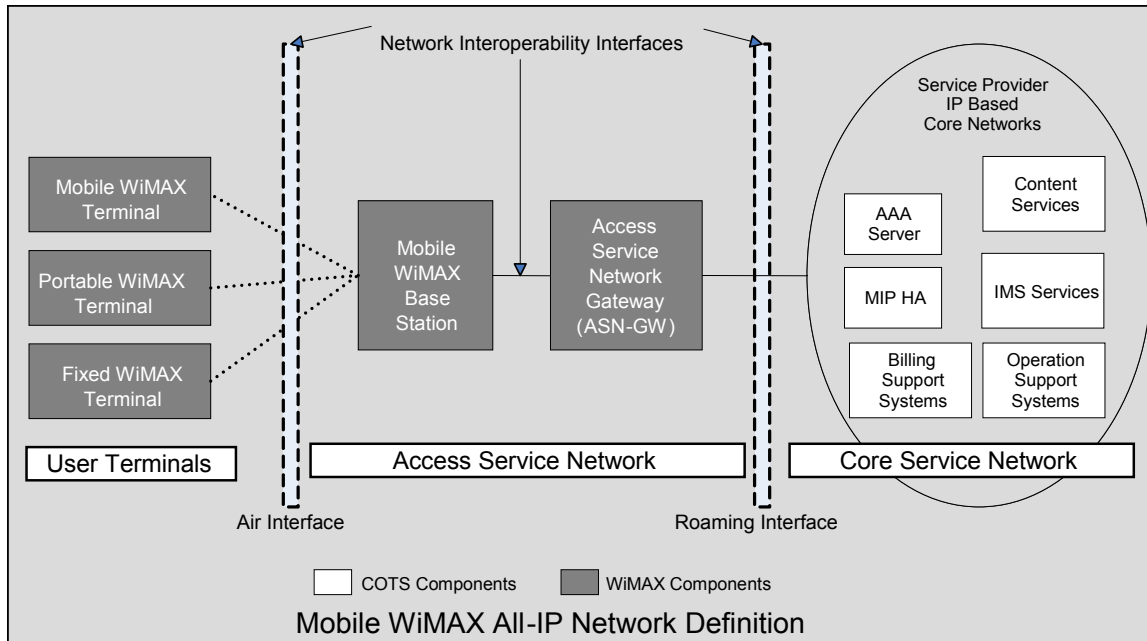 Network Interoperability Interfaces
Service Provider
IP Based
Core Networks
Mobile WiMAX
Terminal
Portable WiMAX
Terminal
Fixed WiMAX
Terminal
Mobile
WiMAX
Base
Station
Access
Service
Network
Gateway
(ASN-GW)
AAA
Server
Content
Services
MIP HA
IMS Services
Billing
Support
Systems
Operation
Support
Systems
User Terminals
Access Service Network
Core Service Network
Air Interface
Roaming Interface
COTS Components
WiMAX Components
Mobile WiMAX All-IP Network Definition